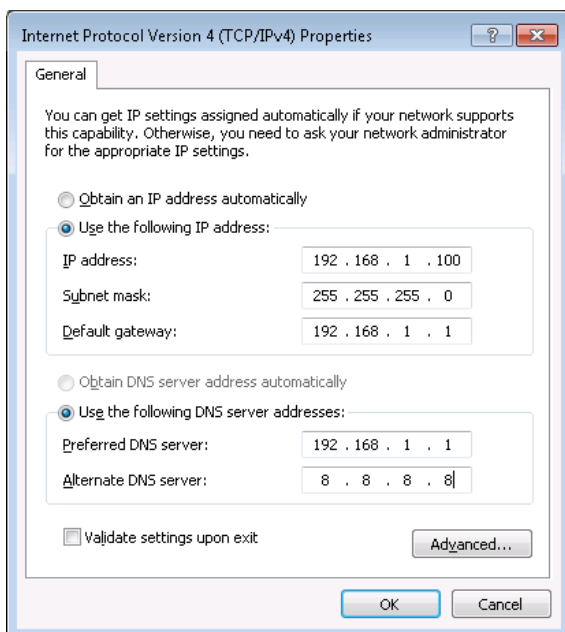 Internet Protocol Version 4 (TCP/IPv4) Properties
General
You can get IP settings assigned automatically if your network supports
this capability. Otherwise, you need to ask your network administrator
for the appropriate IP settings.
Obtain an IP address automatically
Use the following IP address:
IP address: 192 . 168 . 1 . 100
Subnet mask: 255 . 255 . 255 . 0
Default gateway: 192 . 168 . 1 . 1
Obtain DNS server address automatically
Use the following DNS server addresses:
Preferred DNS server: 192 . 168 . 1 . 1
Alternate DNS server: 8 . 8 . 8 . 8
Validate settings upon exit
Advanced...
OK Cancel